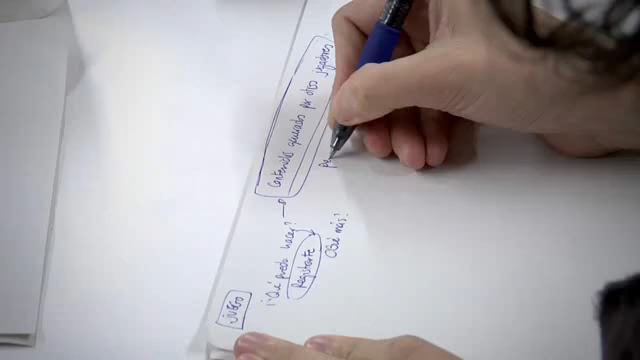 JUEGO
¿Qué puedo hacer?
Registrarte
¿Qué más?
Contenido generado por otros jugadores